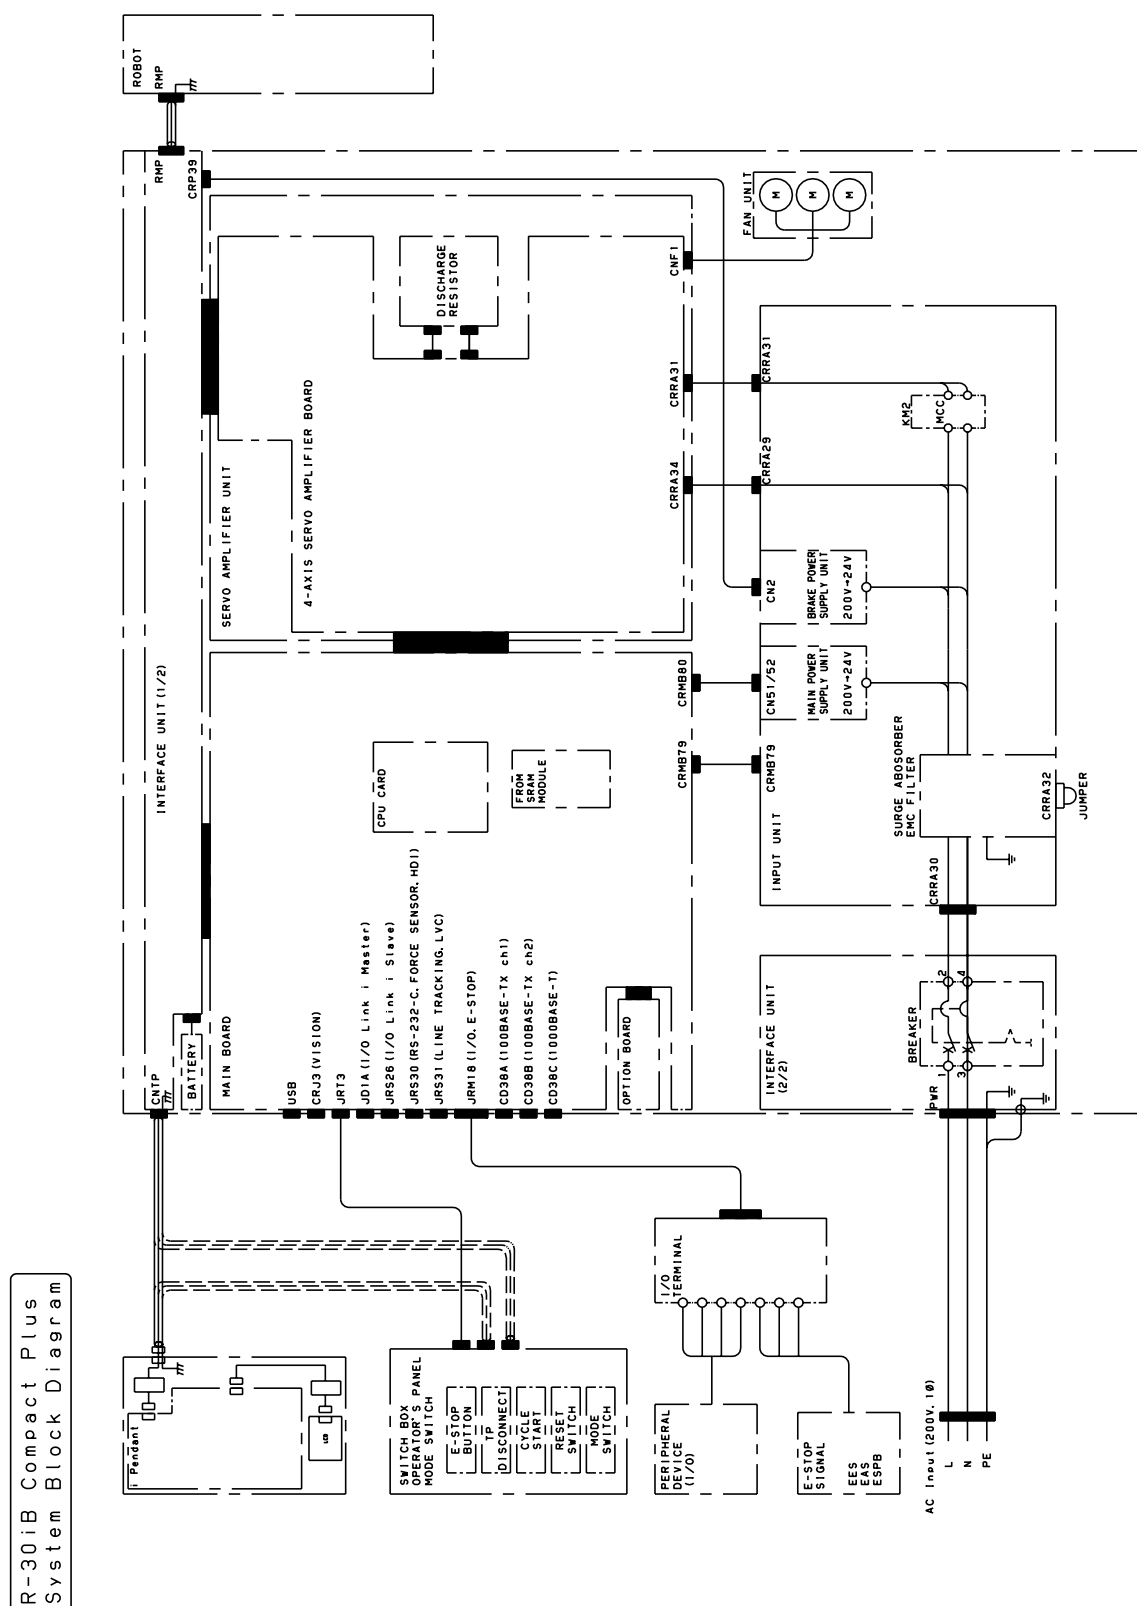 R-30iB Compact Plus
System Block Diagram
ROBOT
RMP
RMP
CRP39
INTERFACE UNIT(1/2)
CNTP
BATTERY
SERVO AMPLIFIER UNIT
4-AXIS SERVO AMPLIFIER BOARD
DISCHARGE
RESISTOR
CNF1
CRRA31
CRRA34
FAN UNIT
M
M
M
MAIN BOARD
CPU CARD
FROM
SRAM
MODULE
CRMB80
CRMB79
USB
CRJ3(VISION)
JRT3
JD1A(I/O Link i Master)
JRS26(I/O Link i Slave)
JRS30(RS-232-C, FORCE SENSOR, HDI)
JRS31(LINE TRACKING, LVC)
JRM18(I/O, E-STOP)
CD38A(100BASE-TX ch1)
CD38B(100BASE-TX ch2)
CD38C(1000BASE-T)
OPTION BOARD
CRRA31
CRRA29
KM2
MCC
CN2
BRAKE POWER
SUPPLY UNIT
200V→24V
CN51/52
MAIN POWER
SUPPLY UNIT
200V→24V
CRMB79
INPUT UNIT
SURGE ABOSORBER
EMC FILTER
CRRA32
JUMPER
CRRA30
INTERFACE UNIT
(2/2)
BREAKER
2
4
1
3
PWR
i Pendant
LCD
SWITCH BOX
OPERATOR'S PANEL
MODE SWITCH
E-STOP
BUTTON
TP
DISCONNECT
CYCLE
START
RESET
SWITCH
MODE
SWITCH
I/O
TERMINAL
PERIPHERAL
DEVICE
(I/O)
E-STOP
SIGNAL
EES
EAS
ESPB
AC Input(200V, 1Ø)
L
N
PE